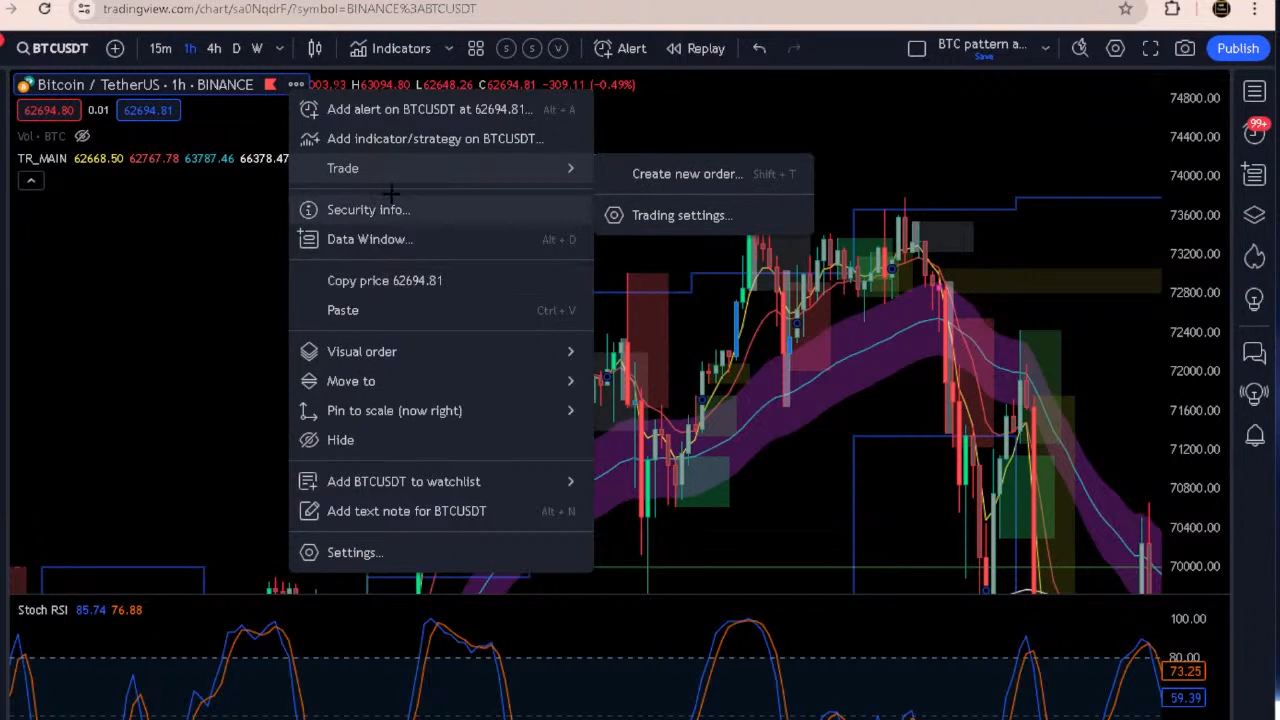 tradingview.com/chart/sa0NqdrF/?symbol=BINANCE%3ABTCUSDT
BTCUSDT 15m 1h 4h D W Indicators S S V Alert Replay BTC pattern a... Save Publish
Bitcoin / TetherUS · 1h · BINANCE 003.93 H63094.80 L62648.26 C62694.81 -309.11 (-0.49%)
62694.80 0.01 62694.81
Vol · BTC
TR_MAIN 62668.50 62767.78 63787.46 66378.47
Add alert on BTCUSDT at 62694.81... Alt + A
Add indicator/strategy on BTCUSDT...
Trade
Create new order... Shift + T
Trading settings...
Security info...
Data Window... Alt + D
Copy price 62694.81
Paste Ctrl + V
Visual order
Move to
Pin to scale (now right)
Hide
Add BTCUSDT to watchlist
Add text note for BTCUSDT Alt + N
Settings...
74800.00
74400.00
74000.00
73600.00
73200.00
72800.00
72400.00
72000.00
71600.00
71200.00
70800.00
70400.00
70000.00
99+
Stoch RSI 85.74 76.88
100.00
80.00
73.25
59.39